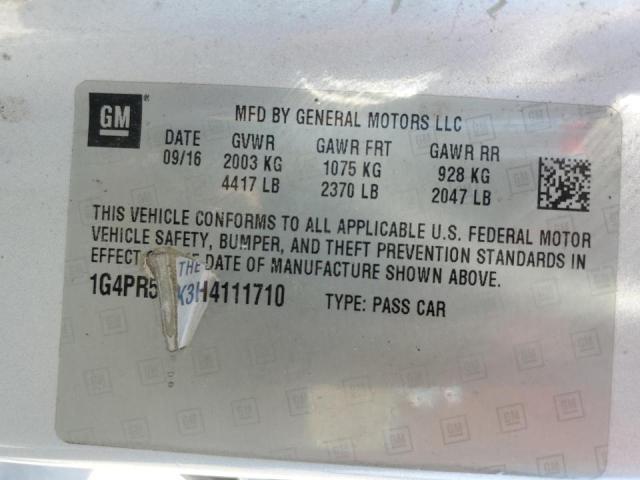 GM
MFD BY GENERAL MOTORS LLC
DATE GVWR GAWR FRT GAWR RR
09/16 2003 KG 1075 KG 928 KG
4417 LB 2370 LB 2047 LB
THIS VEHICLE CONFORMS TO ALL APPLICABLE U.S. FEDERAL MOTOR
VEHICLE SAFETY, BUMPER, AND THEFT PREVENTION STANDARDS IN
EFFECT THE DATE OF MANUFACTURE SHOWN ABOVE.
1G4PR5 K3H4111710 TYPE: PASS CAR